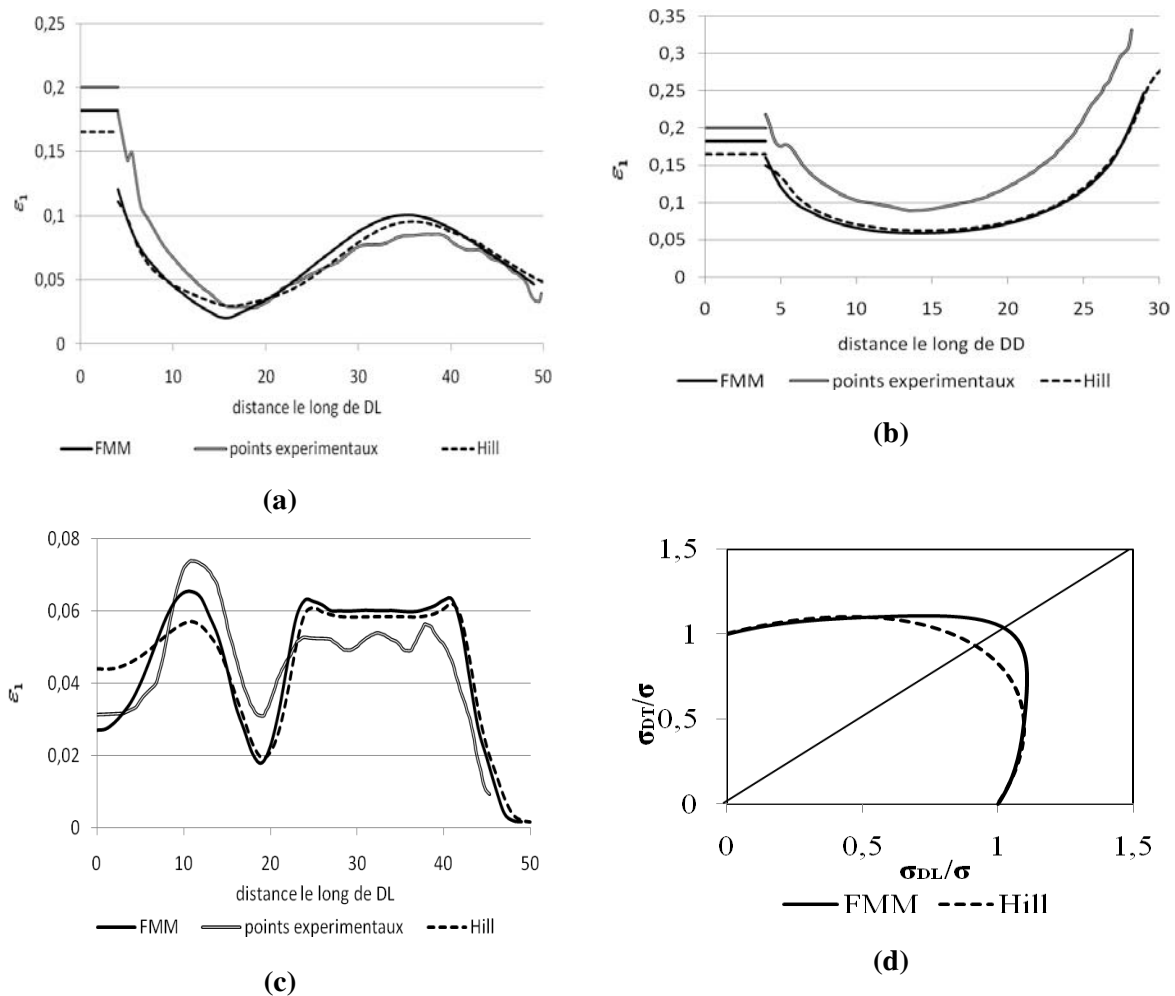 0,25
0,2
0,15
0,1
0,05
0
ε₁
0 10 20 30 40 50
distance le long de DL
FMM points experimentaux Hill
(a)
0,35
0,3
0,25
0,2
0,15
0,1
0,05
0
ε₁
0 5 10 15 20 25 30
distance le long de DD
FMM points experimentaux Hill
(b)
0,08
0,06
0,04
0,02
0
ε₁
0 10 20 30 40 50
distance le long de DL
FMM points experimentaux Hill
(c)
1,5
1
0,5
0
σDT/σ
0 0,5 1 1,5
σDL/σ
FMM Hill
(d)